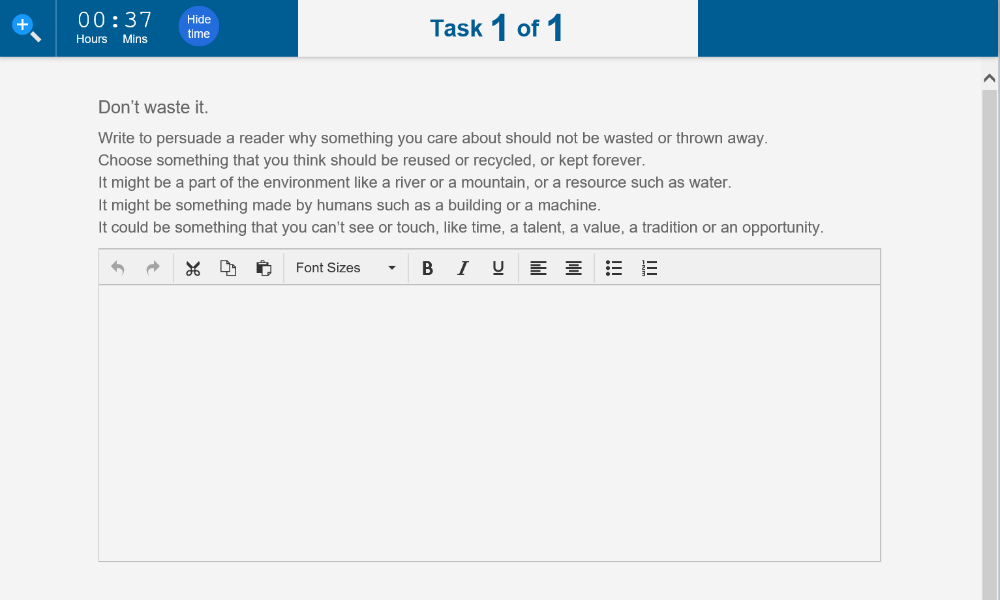 00:37
Hours Mins
Hide
time
Task 1 of 1
Don’t waste it.
Write to persuade a reader why something you care about should not be wasted or thrown away.
Choose something that you think should be reused or recycled, or kept forever.
It might be a part of the environment like a river or a mountain, or a resource such as water.
It might be something made by humans such as a building or a machine.
It could be something that you can’t see or touch, like time, a talent, a value, a tradition or an opportunity.
Font Sizes B I U